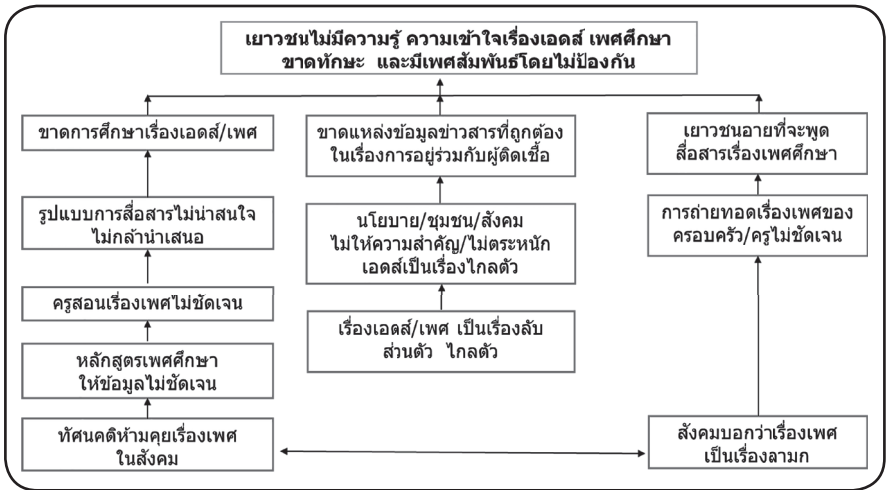 เยาวชนไม่มีความรู้ ความเข้าใจเรื่องเอดส์ เพศศึกษา
ขาดทักษะ และมีเพศสัมพันธ์โดยไม่ป้องกัน
ขาดการศึกษาเรื่องเอดส์/เพศ
รูปแบบการสื่อสารไม่น่าสนใจ
ไม่กล้านำเสนอ
ครูสอนเรื่องเพศไม่ชัดเจน
หลักสูตรเพศศึกษา
ให้ข้อมูลไม่ชัดเจน
ทัศนคติห้ามคุยเรื่องเพศ
ในสังคม
ขาดแหล่งข้อมูลข่าวสารที่ถูกต้อง
ในเรื่องการอยู่ร่วมกับผู้ติดเชื้อ
นโยบาย/ชุมชน/สังคม
ไม่ให้ความสำคัญ/ไม่ตระหนัก
เอดส์เป็นเรื่องไกลตัว
เรื่องเอดส์/เพศ เป็นเรื่องลับ
ส่วนตัว ไกลตัว
เยาวชนอายที่จะพูด
สื่อสารเรื่องเพศศึกษา
การถ่ายทอดเรื่องเพศของ
ครอบครัว/ครูไม่ชัดเจน
สังคมบอกว่าเรื่องเพศ
เป็นเรื่องลามก